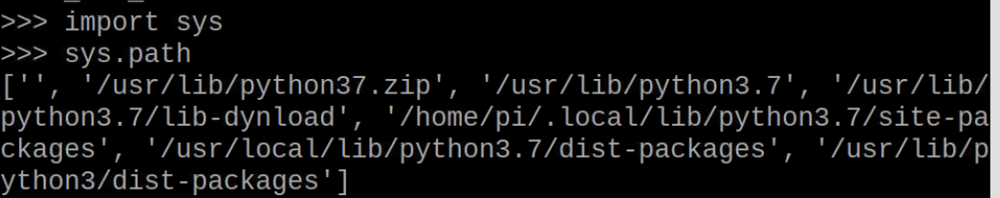 >>> import sys
>>> sys.path
['', '/usr/lib/python37.zip', '/usr/lib/python3.7', '/usr/lib/
python3.7/lib-dynload', '/home/pi/.local/lib/python3.7/site-pa
ckages', '/usr/local/lib/python3.7/dist-packages', '/usr/lib/p
ython3/dist-packages']